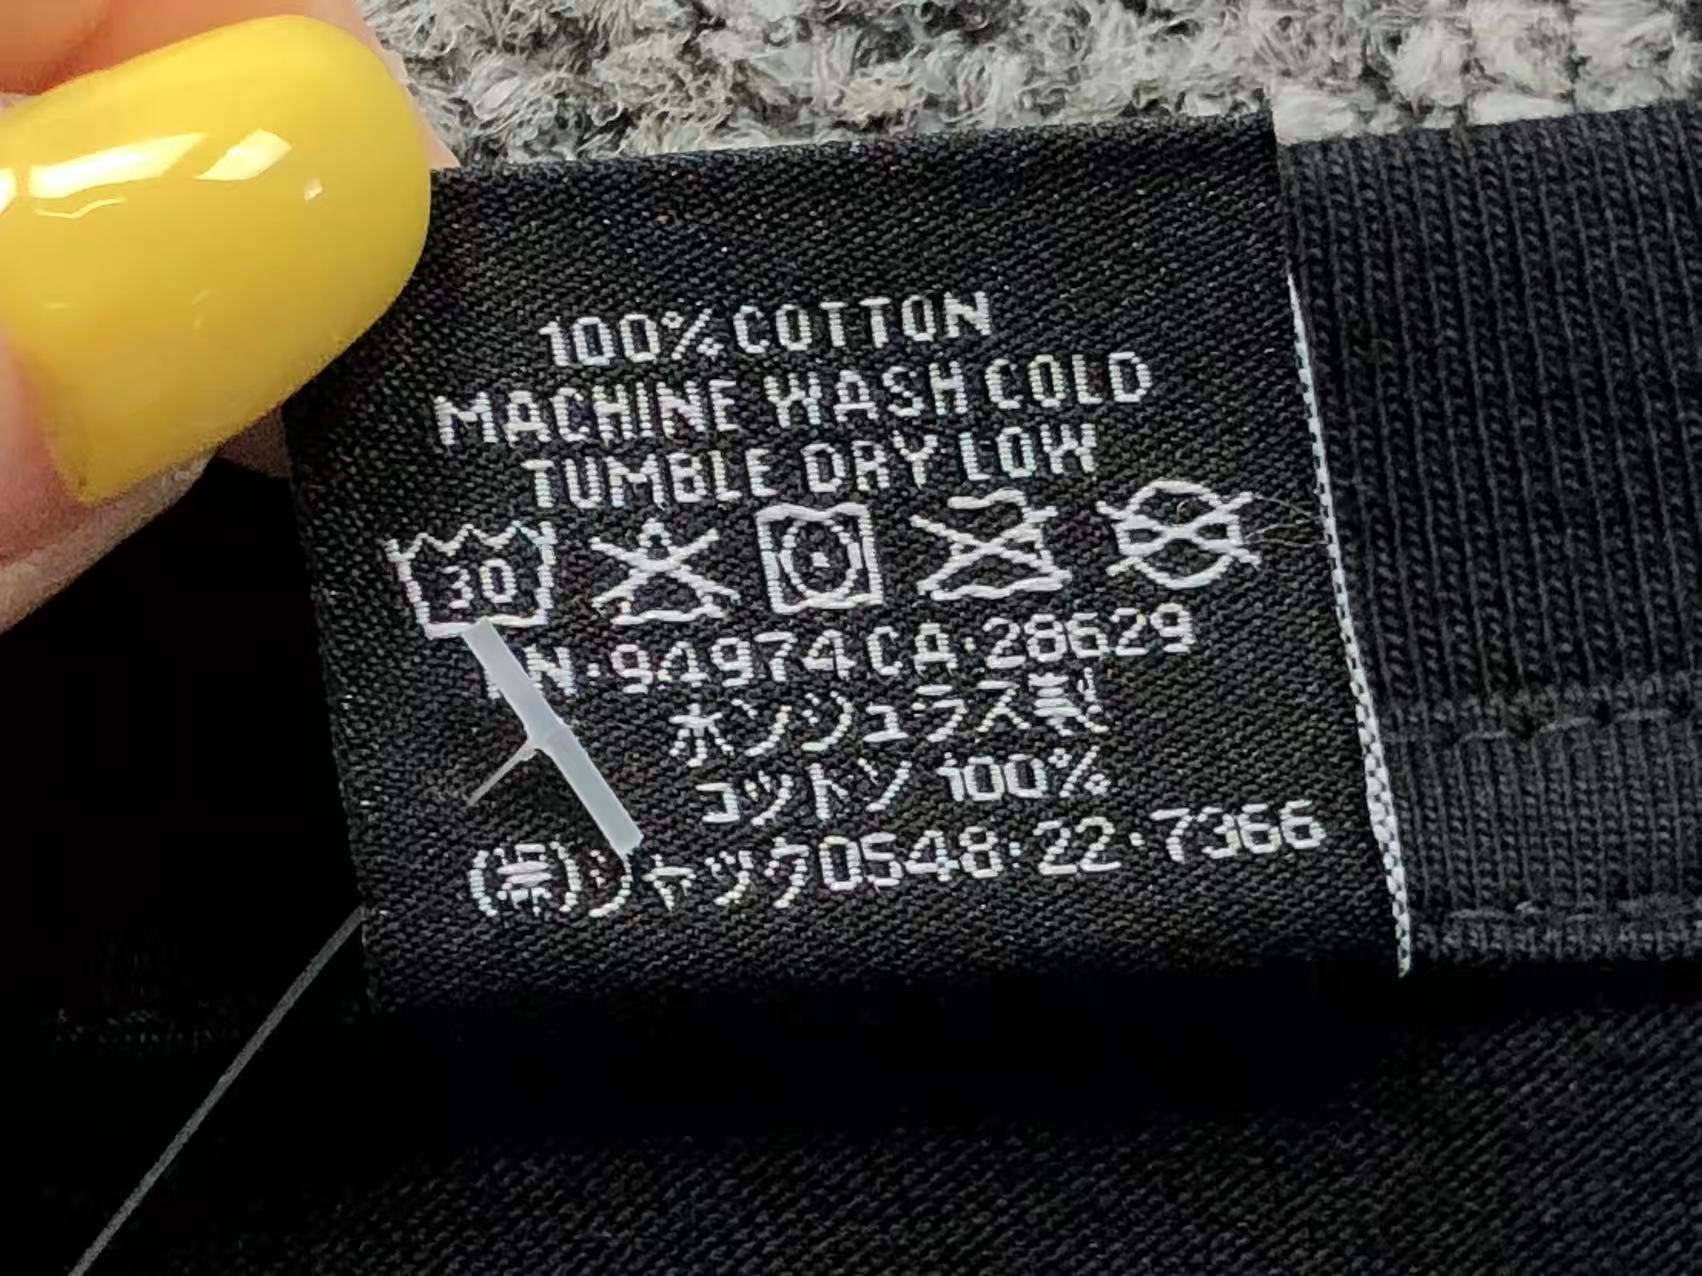 100% COTTON
MACHINE WASH COLD
TUMBLE DRY LOW
30
RN·94974 CA·28629
ホンジュラス製
コットン 100%
(株)ジャック0548·22·7366